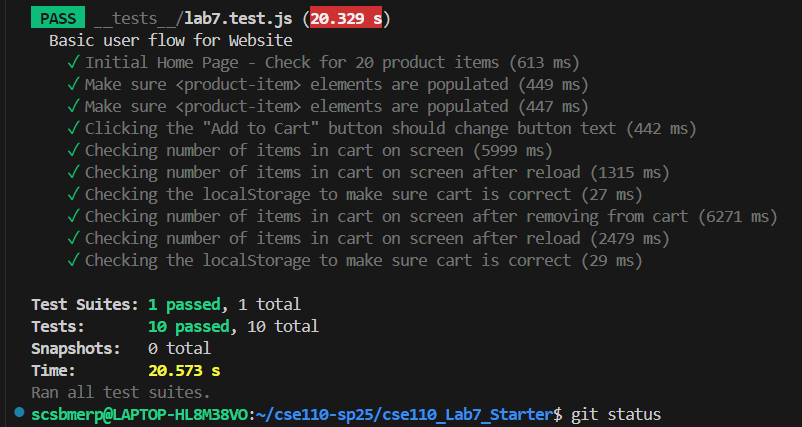 PASS __tests__/lab7.test.js (20.329 s)
Basic user flow for Website
✓ Initial Home Page - Check for 20 product items (613 ms)
✓ Make sure <product-item> elements are populated (449 ms)
✓ Make sure <product-item> elements are populated (447 ms)
✓ Clicking the "Add to Cart" button should change button text (442 ms)
✓ Checking number of items in cart on screen (5999 ms)
✓ Checking number of items in cart on screen after reload (1315 ms)
✓ Checking the localStorage to make sure cart is correct (27 ms)
✓ Checking number of items in cart on screen after removing from cart (6271 ms)
✓ Checking number of items in cart on screen after reload (2479 ms)
✓ Checking the localStorage to make sure cart is correct (29 ms)
Test Suites: 1 passed, 1 total
Tests: 10 passed, 10 total
Snapshots: 0 total
Time: 20.573 s
Ran all test suites.
scsbmerp@LAPTOP-HL8M38VO:~/cse110-sp25/cse110_Lab7_Starter$ git status